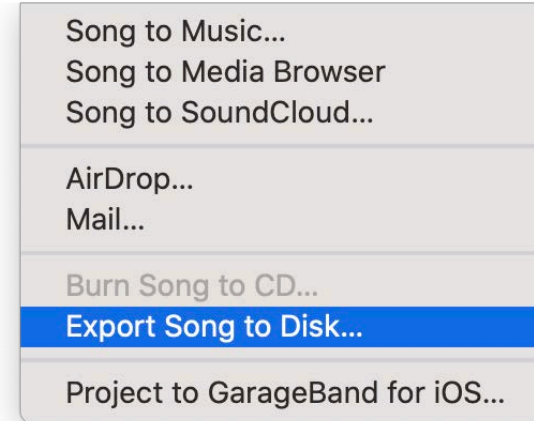 Song to Music...
Song to Media Browser
Song to SoundCloud...
AirDrop...
Mail...
Burn Song to CD...
Export Song to Disk...
Project to GarageBand for iOS...